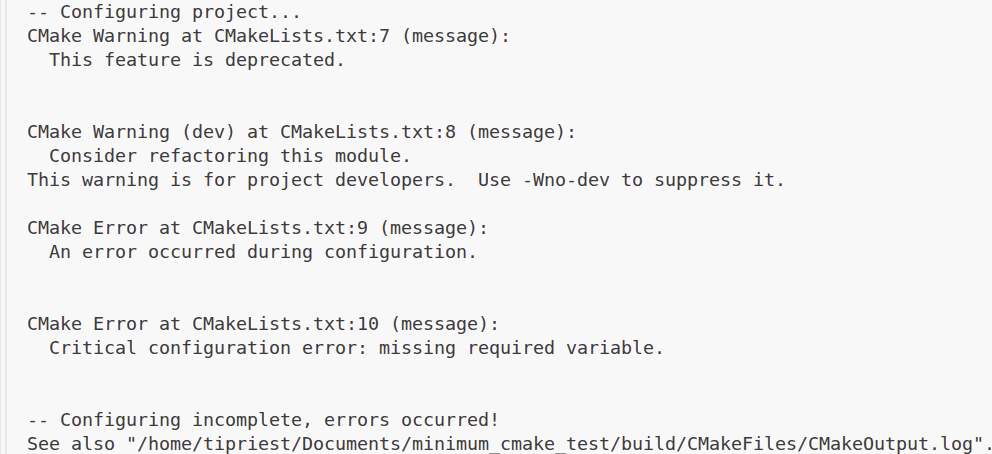 -- Configuring project...
CMake Warning at CMakeLists.txt:7 (message):
  This feature is deprecated.
CMake Warning (dev) at CMakeLists.txt:8 (message):
  Consider refactoring this module.
This warning is for project developers.  Use -Wno-dev to suppress it.
CMake Error at CMakeLists.txt:9 (message):
  An error occurred during configuration.
CMake Error at CMakeLists.txt:10 (message):
  Critical configuration error: missing required variable.
-- Configuring incomplete, errors occurred!
See also "/home/tipriest/Documents/minimum_cmake_test/build/CMakeFiles/CMakeOutput.log".